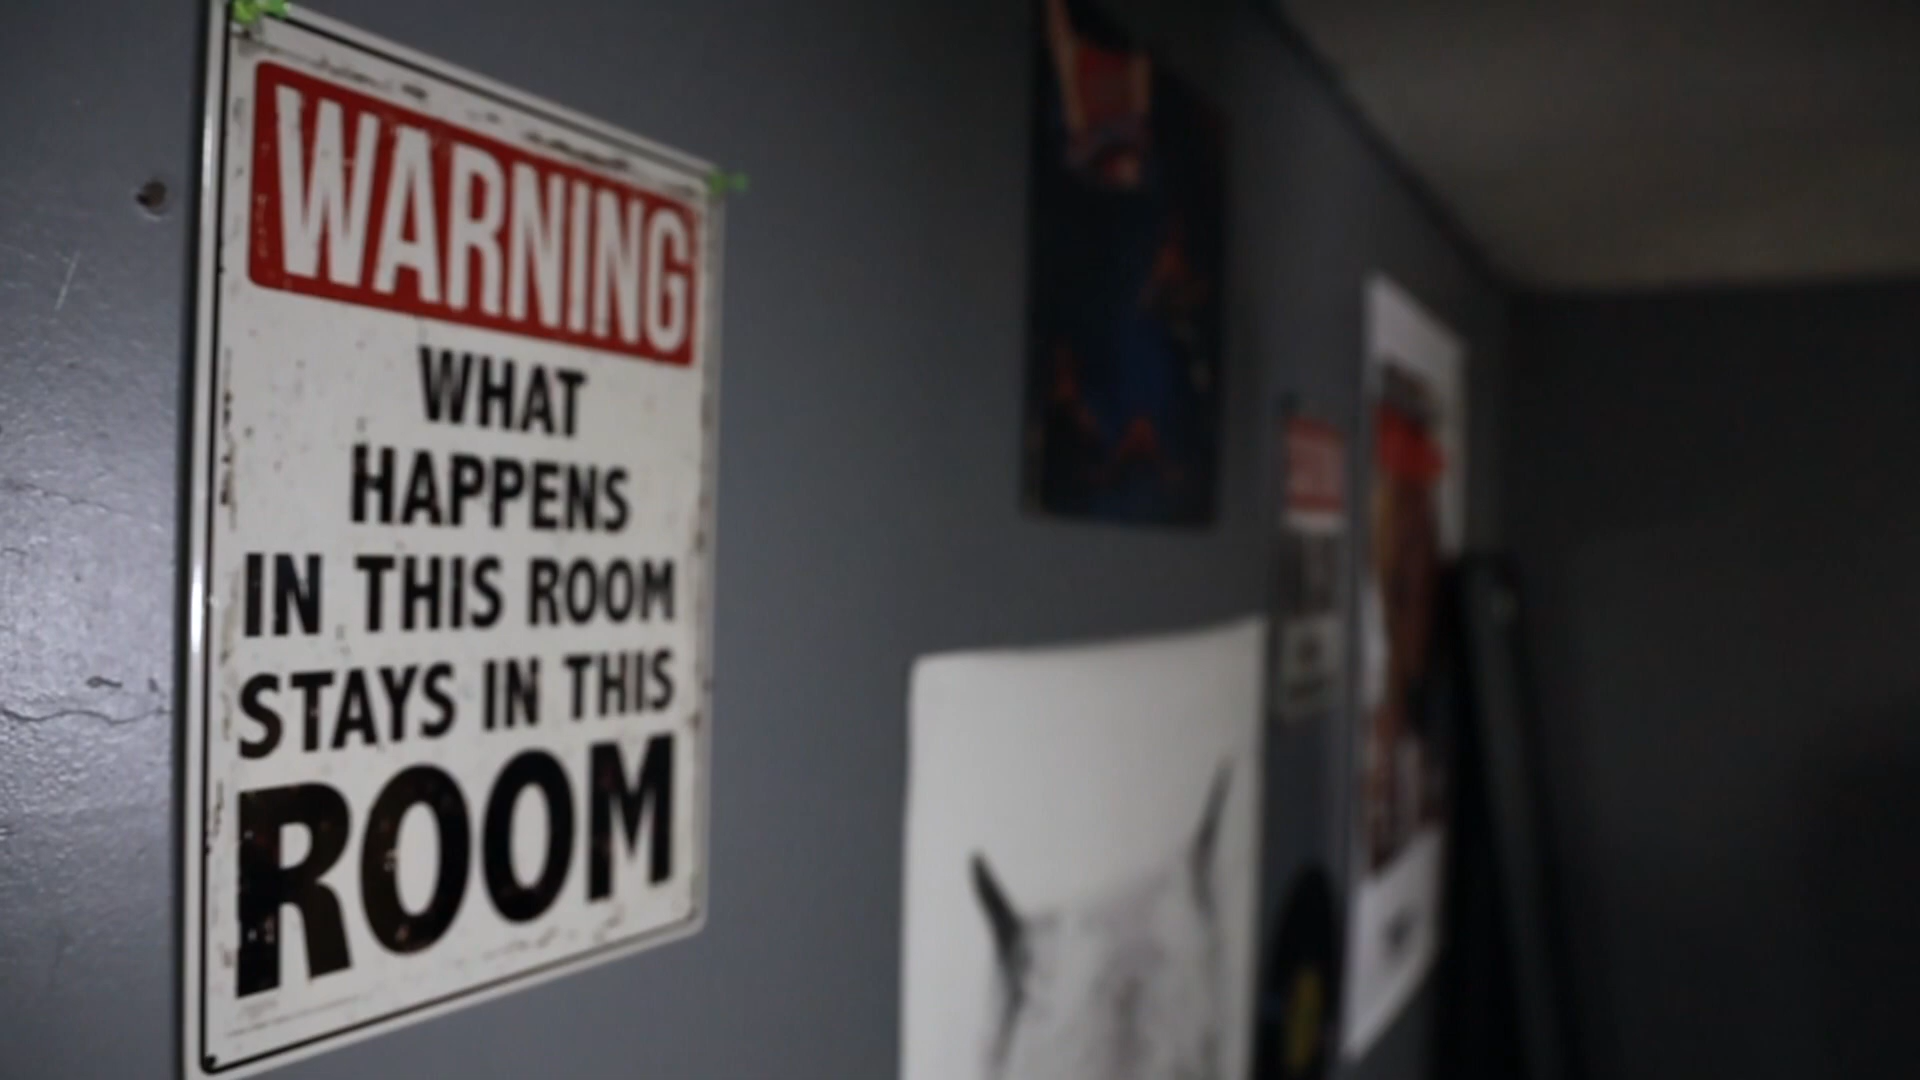 WARNING
WHAT
HAPPENS
IN THIS ROOM
STAYS IN THIS
ROOM